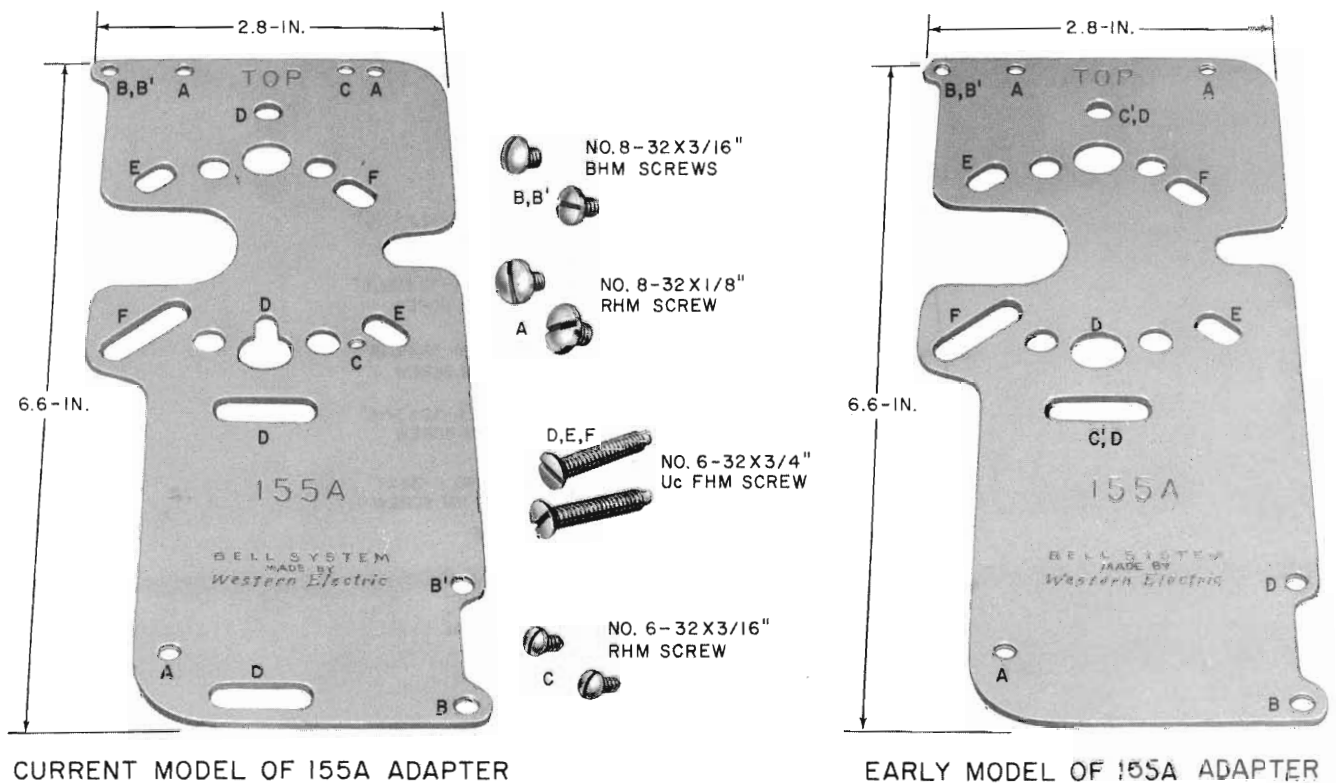 2.8-IN.
B,B'
A
TOP
C
A
D
E
F
F
D
E
C
6.6-IN.
D
155A
BELL SYSTEM
MADE BY
Western Electric
B'
A
D
B
CURRENT MODEL OF 155A ADAPTER
NO. 8-32X3/16"
BHM SCREWS
B,B'
NO. 8-32X1/8"
RHM SCREW
A
D,E,F
NO. 6-32X3/4"
Uc FHM SCREW
NO. 6-32X3/16"
RHM SCREW
C
2.8-IN.
B,B'
A
TOP
A
C',D
E
F
F
D
E
6.6-IN.
C',D
155A
BELL SYSTEM
MADE BY
Western Electric
D
A
B
EARLY MODEL OF 155A ADAPTER